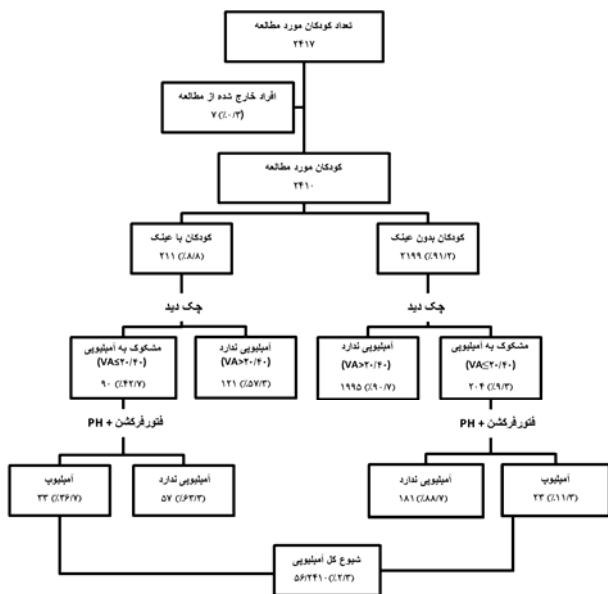 تعداد کودکان مورد مطالعه
۲۴۱۷
افراد خارج شده از مطالعه
۷ (٪۰/۳)
کودکان مورد مطالعه
۲۴۱۰
کودکان بدون عینک
۲۱۹۹ (٪۹۱/۲)
کودکان با عینک
۲۱۱ (٪۸/۸)
چک دید
چک دید
مشکوک به آمبلیوپی
(VA≤۲۰/۴۰)
۲۰۴ (٪۹/۳)
آمبلیوپی ندارد
(VA>۲۰/۴۰)
۱۹۹۵ (٪۹۰/۷)
آمبلیوپی ندارد
(VA>۲۰/۴۰)
۱۲۱ (٪۵۷/۳)
مشکوک به آمبلیوپی
(VA≤۲۰/۴۰)
۹۰ (٪۴۲/۷)
فتورفرکشن + PH
فتورفرکشن + PH
آمبلیوپ
۲۳ (٪۱۱/۳)
آمبلیوپی ندارد
۱۸۱ (٪۸۸/۷)
آمبلیوپی ندارد
۵۷ (٪۶۳/۳)
آمبلیوپ
۳۳ (٪۳۶/۷)
شیوع کل آمبلیوپی
۵۶/۲۴۱۰ (٪۲/۳)